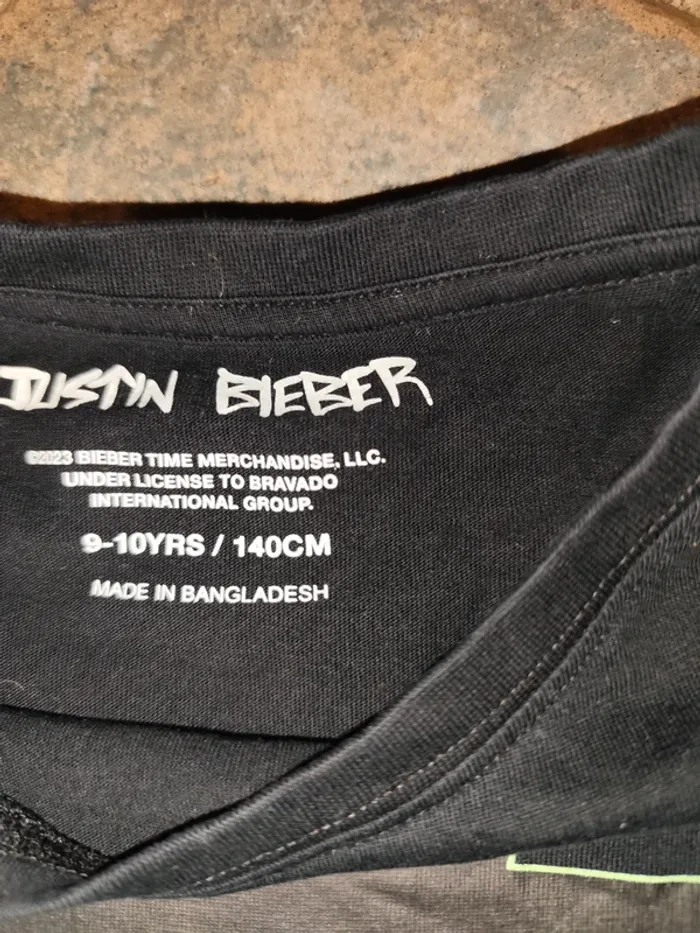 JUSTIN BIEBER
©2023 BIEBER TIME MERCHANDISE, LLC.
UNDER LICENSE TO BRAVADO
INTERNATIONAL GROUP.
9-10YRS / 140CM
MADE IN BANGLADESH